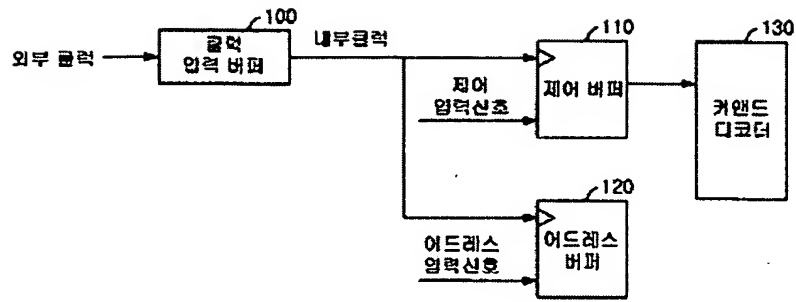 100
클럭
입력 버퍼
외부 클럭
내부클럭
110
제어 버퍼
제어
입력신호
130
커맨드
디코더
120
어드레스
버퍼
어드레스
입력신호